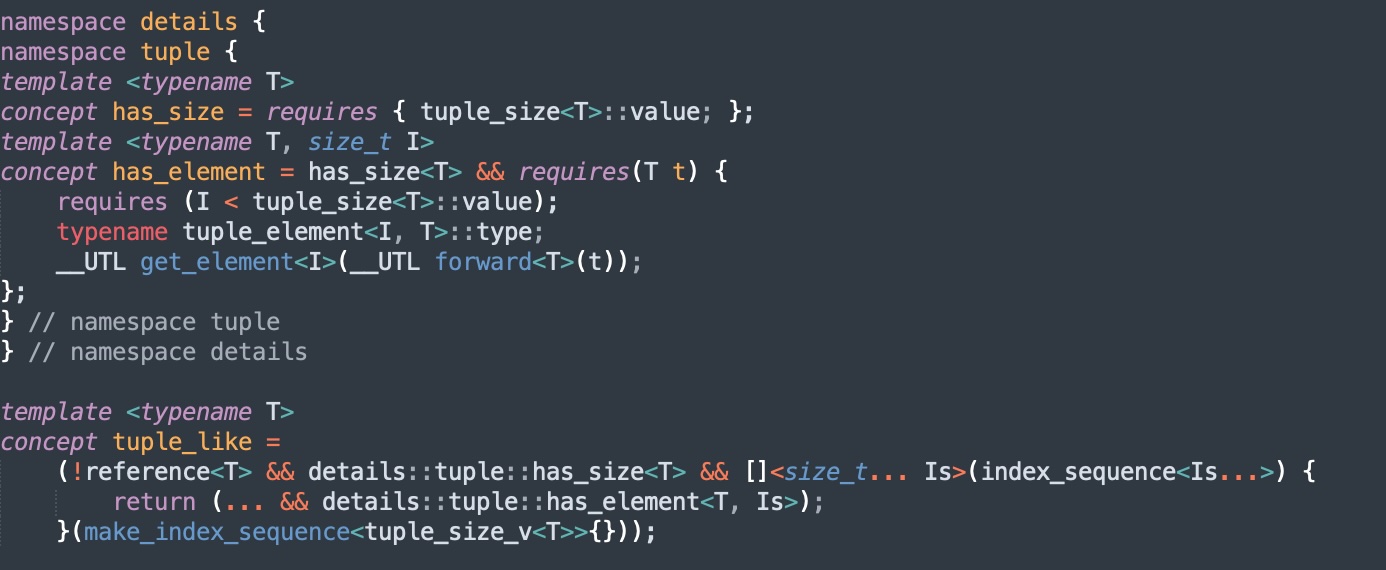 namespace details {
namespace tuple {
template <typename T>
concept has_size = requires { tuple_size<T>::value; };
template <typename T, size_t I>
concept has_element = has_size<T> && requires(T t) {
    requires (I < tuple_size<T>::value);
    typename tuple_element<I, T>::type;
    __UTL get_element<I>(__UTL forward<T>(t));
};
} // namespace tuple
} // namespace details

template <typename T>
concept tuple_like =
    (!reference<T> && details::tuple::has_size<T> && []<size_t... Is>(index_sequence<Is...>) {
        return (... && details::tuple::has_element<T, Is>);
    }(make_index_sequence<tuple_size_v<T>>{}));